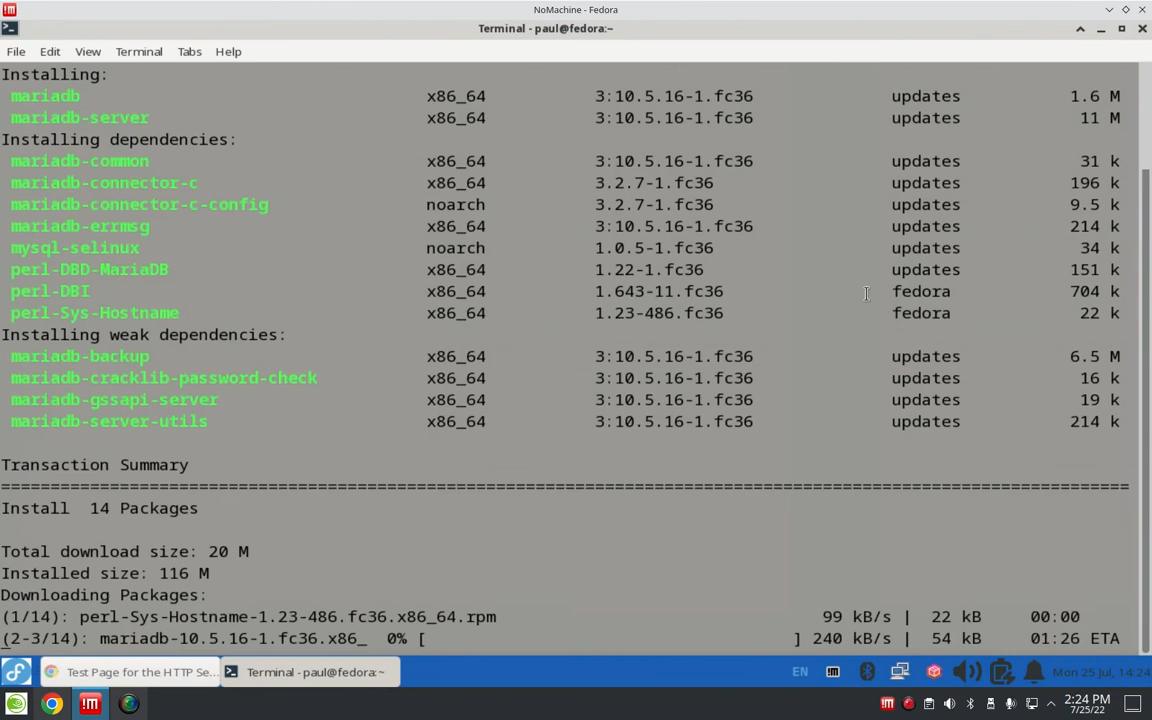 NoMachine - Fedora
Terminal - paul@fedora:~
File Edit View Terminal Tabs Help
Installing:
mariadb x86_64 3:10.5.16-1.fc36 updates 1.6 M
mariadb-server x86_64 3:10.5.16-1.fc36 updates 11 M
Installing dependencies:
mariadb-common x86_64 3:10.5.16-1.fc36 updates 31 k
mariadb-connector-c x86_64 3.2.7-1.fc36 updates 196 k
mariadb-connector-c-config noarch 3.2.7-1.fc36 updates 9.5 k
mariadb-errmsg x86_64 3:10.5.16-1.fc36 updates 214 k
mysql-selinux noarch 1.0.5-1.fc36 updates 34 k
perl-DBD-MariaDB x86_64 1.22-1.fc36 updates 151 k
perl-DBI x86_64 1.643-11.fc36 fedora 704 k
perl-Sys-Hostname x86_64 1.23-486.fc36 fedora 22 k
Installing weak dependencies:
mariadb-backup x86_64 3:10.5.16-1.fc36 updates 6.5 M
mariadb-cracklib-password-check x86_64 3:10.5.16-1.fc36 updates 16 k
mariadb-gssapi-server x86_64 3:10.5.16-1.fc36 updates 19 k
mariadb-server-utils x86_64 3:10.5.16-1.fc36 updates 214 k
Transaction Summary
================================================================================
Install  14 Packages
Total download size: 20 M
Installed size: 116 M
Downloading Packages:
(1/14): perl-Sys-Hostname-1.23-486.fc36.x86_64.rpm 99 kB/s | 22 kB 00:00
(2-3/14): mariadb-10.5.16-1.fc36.x86_ 0% [ ] 240 kB/s | 54 kB 01:26 ETA
Test Page for the HTTP Se... Terminal - paul@fedora:~ EN Mon 25 Jul, 14:24
2:24 PM
7/25/22